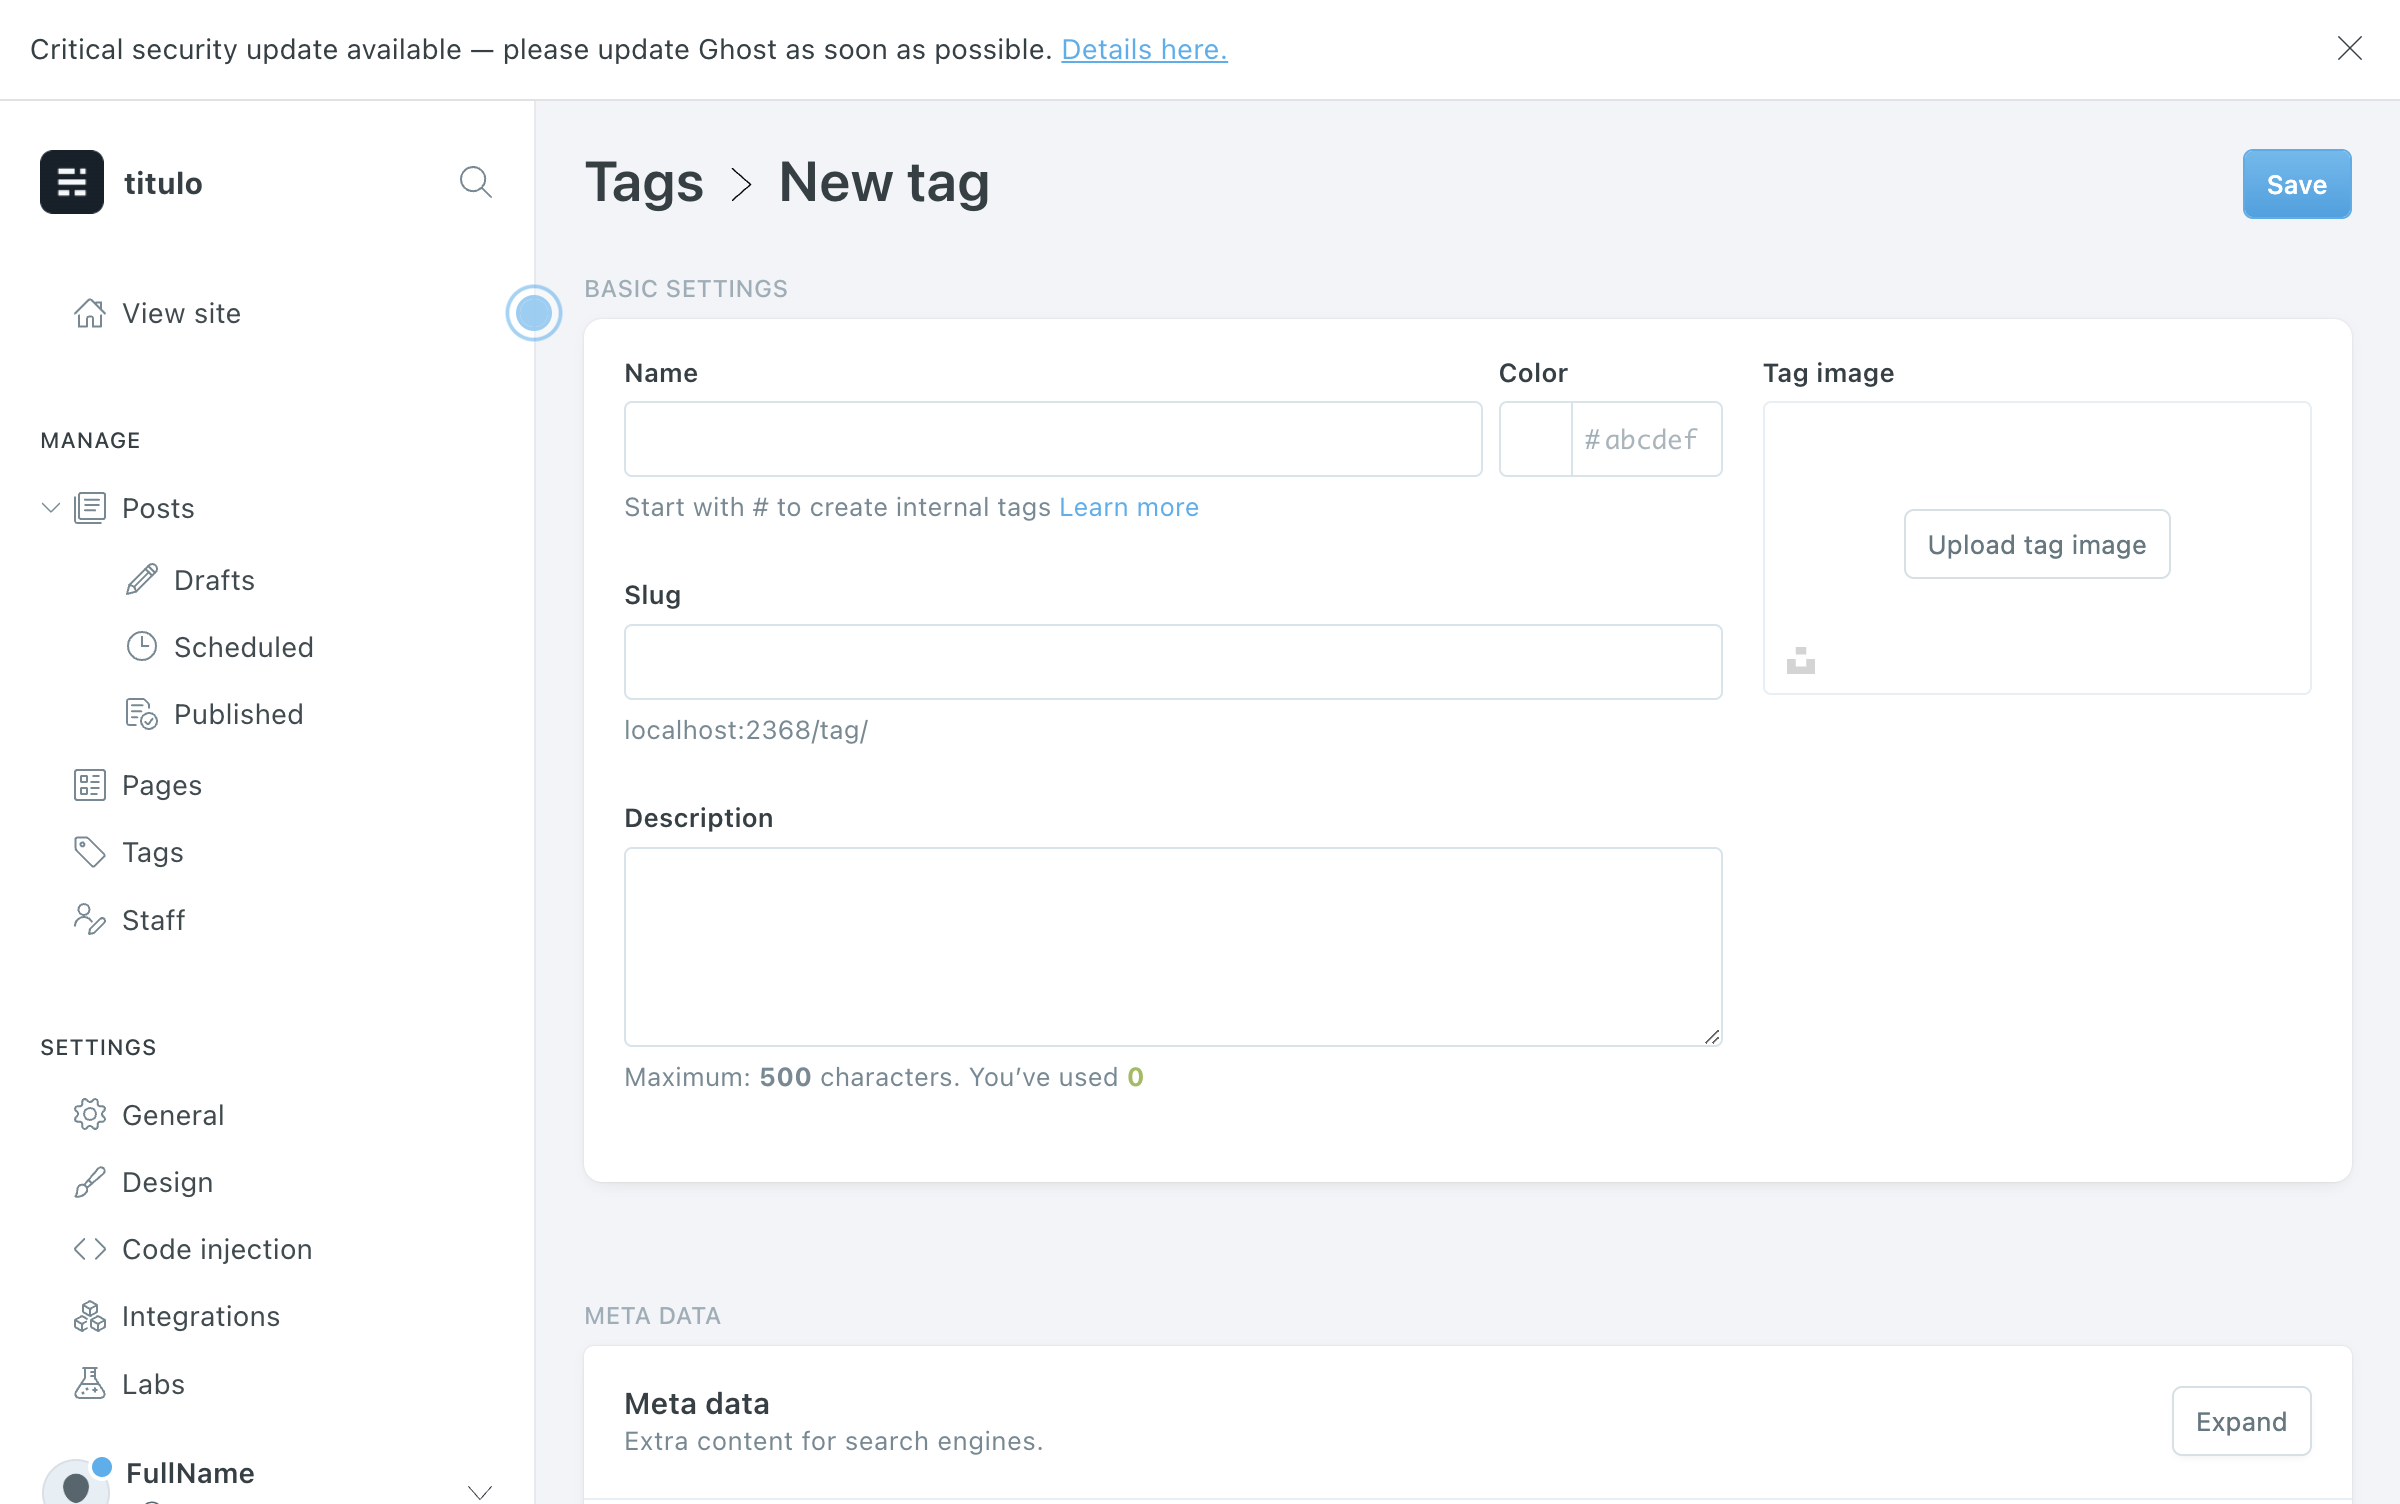 Critical security update available — please update Ghost as soon as possible. Details here.
titulo
View site
MANAGE
Posts
Drafts
Scheduled
Published
Pages
Tags
Staff
SETTINGS
General
Design
Code injection
Integrations
Labs
FullName
Tags > New tag
Save
BASIC SETTINGS
Name
Start with # to create internal tags Learn more
Color
#abcdef
Tag image
Upload tag image
Slug
localhost:2368/tag/
Description
Maximum: 500 characters. You’ve used 0
META DATA
Meta data
Extra content for search engines.
Expand